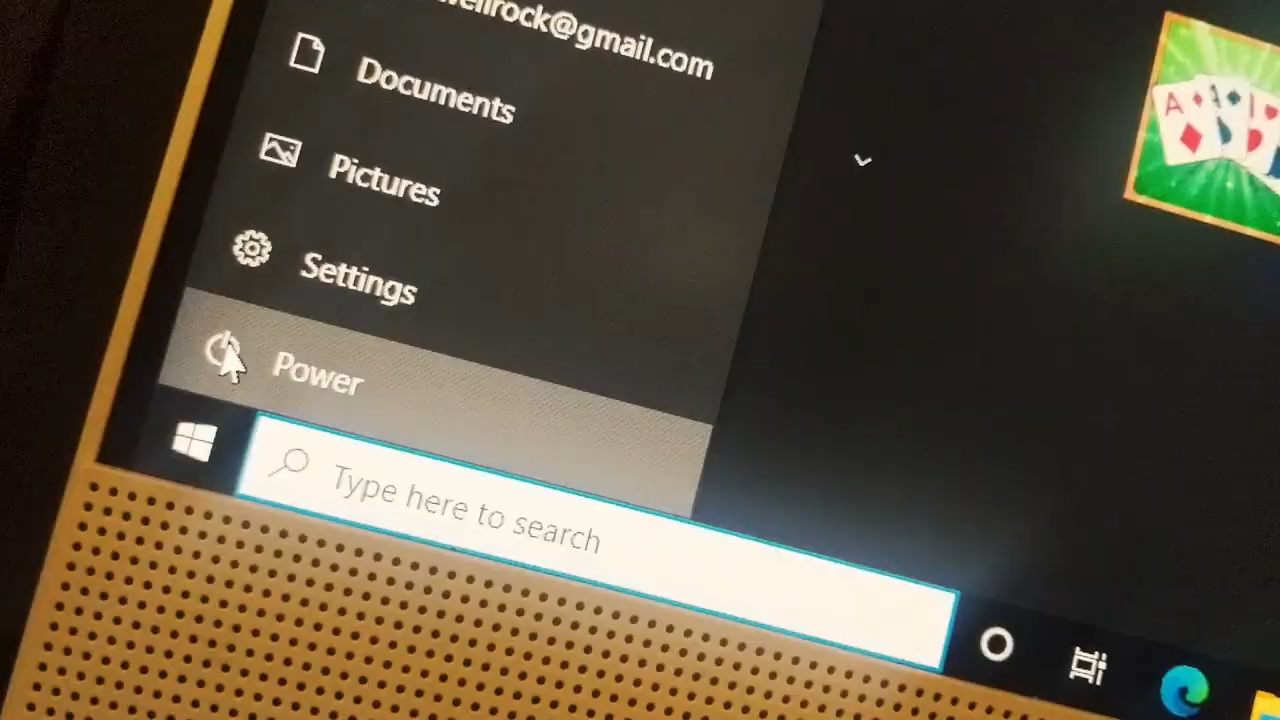 Documents
Pictures
Settings
Power
Type here to search
A